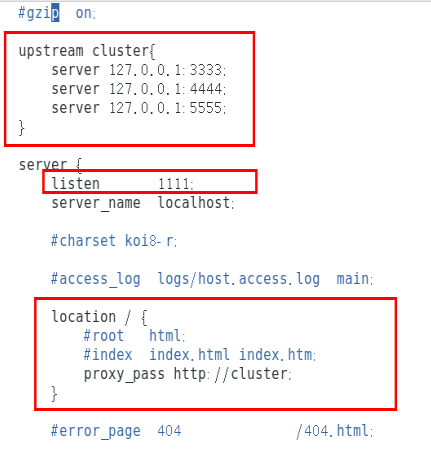 #gzip on;
upstream cluster{
server 127.0.0.1:3333;
server 127.0.0.1:4444;
server 127.0.0.1:5555;
}
server {
listen 1111;
server_name localhost;
#charset koi8-r;
#access_log logs/host.access.log main;
location / {
#root html;
#index index.html index.htm;
proxy_pass http://cluster;
}
#error_page 404 /404.html;